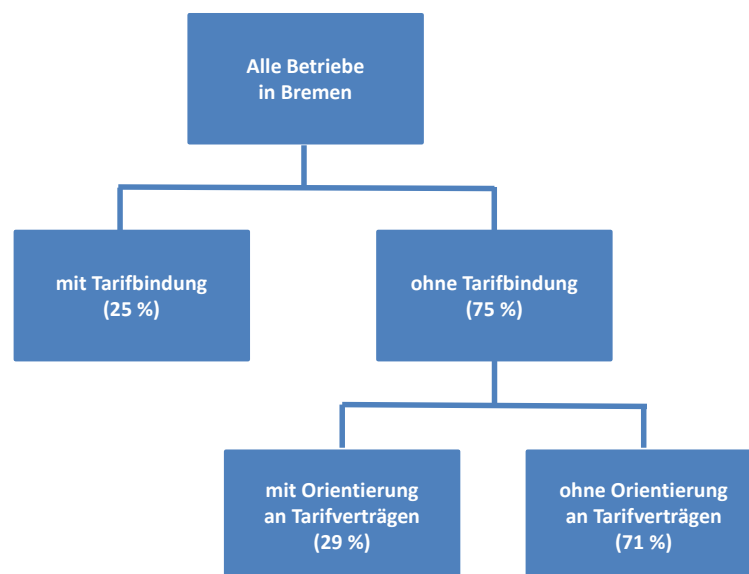 Alle Betriebe
in Bremen
mit Tarifbindung
(25 %)
ohne Tarifbindung
(75 %)
mit Orientierung
an Tarifverträgen
(29 %)
ohne Orientierung
an Tarifverträgen
(71 %)